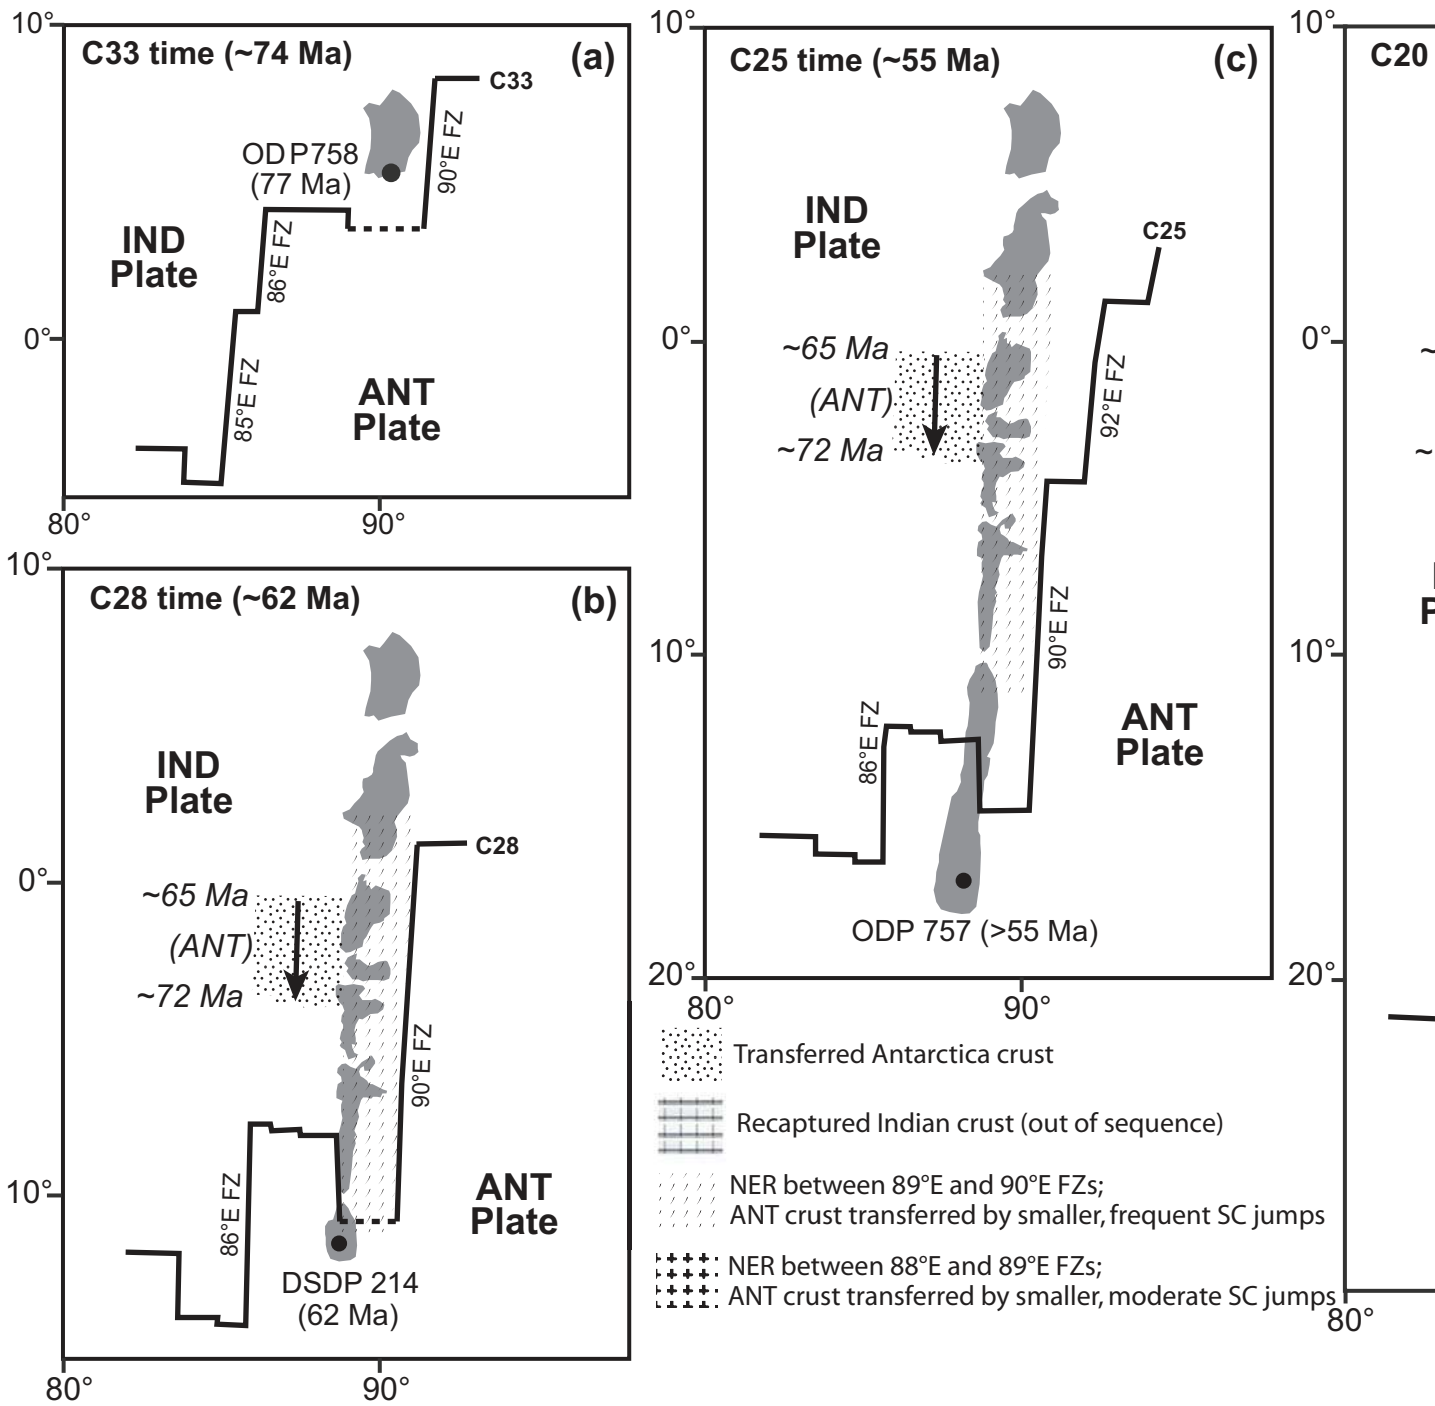 10°
C33 time (~74 Ma)
(a)
C33
ODP758
(77 Ma)
90°E FZ
IND
Plate
86°E FZ
0°
85°E FZ
ANT
Plate
80°
90°
10°
C28 time (~62 Ma)
(b)
IND
Plate
C28
0°
~65 Ma
(ANT)
~72 Ma
90°E FZ
86°E FZ
10°
ANT
Plate
DSDP 214
(62 Ma)
80°
90°
10°
C25 time (~55 Ma)
(c)
IND
Plate
C25
0°
~65 Ma
(ANT)
~72 Ma
92°E FZ
90°E FZ
10°
86°E FZ
ANT
Plate
ODP 757 (>55 Ma)
20°
80°
90°
Transferred Antarctica crust
Recaptured Indian crust (out of sequence)
NER between 89°E and 90°E FZs;
ANT crust transferred by smaller, frequent SC jumps
NER between 88°E and 89°E FZs;
ANT crust transferred by smaller, moderate SC jumps
10°
C20
0°
~
~
10°
P
20°
80°